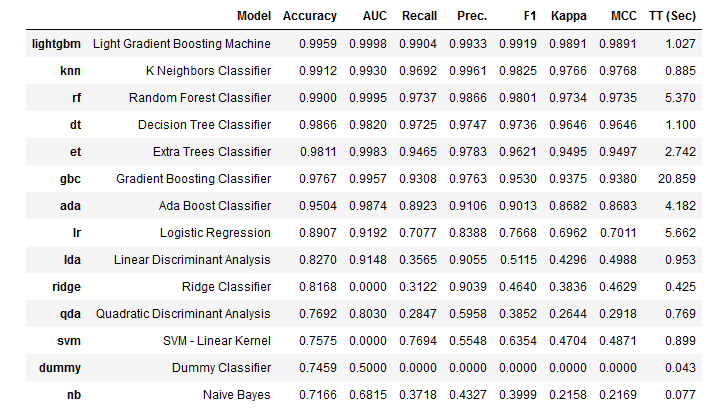 Model Accuracy AUC Recall Prec. F1 Kappa MCC TT (Sec)
lightgbm Light Gradient Boosting Machine 0.9959 0.9998 0.9904 0.9933 0.9919 0.9891 0.9891 1.027
knn K Neighbors Classifier 0.9912 0.9930 0.9692 0.9961 0.9825 0.9766 0.9768 0.885
rf Random Forest Classifier 0.9900 0.9995 0.9737 0.9866 0.9801 0.9734 0.9735 5.370
dt Decision Tree Classifier 0.9866 0.9820 0.9725 0.9747 0.9736 0.9646 0.9646 1.100
et Extra Trees Classifier 0.9811 0.9983 0.9465 0.9783 0.9621 0.9495 0.9497 2.742
gbc Gradient Boosting Classifier 0.9767 0.9957 0.9308 0.9763 0.9530 0.9375 0.9380 20.859
ada Ada Boost Classifier 0.9504 0.9874 0.8923 0.9106 0.9013 0.8682 0.8683 4.182
lr Logistic Regression 0.8907 0.9192 0.7077 0.8388 0.7668 0.6962 0.7011 5.662
lda Linear Discriminant Analysis 0.8270 0.9148 0.3565 0.9055 0.5115 0.4296 0.4988 0.953
ridge Ridge Classifier 0.8168 0.0000 0.3122 0.9039 0.4640 0.3836 0.4629 0.425
qda Quadratic Discriminant Analysis 0.7692 0.8030 0.2847 0.5958 0.3852 0.2644 0.2918 0.769
svm SVM - Linear Kernel 0.7575 0.0000 0.7694 0.5548 0.6354 0.4704 0.4871 0.899
dummy Dummy Classifier 0.7459 0.5000 0.0000 0.0000 0.0000 0.0000 0.0000 0.043
nb Naive Bayes 0.7166 0.6815 0.3718 0.4327 0.3999 0.2158 0.2169 0.077